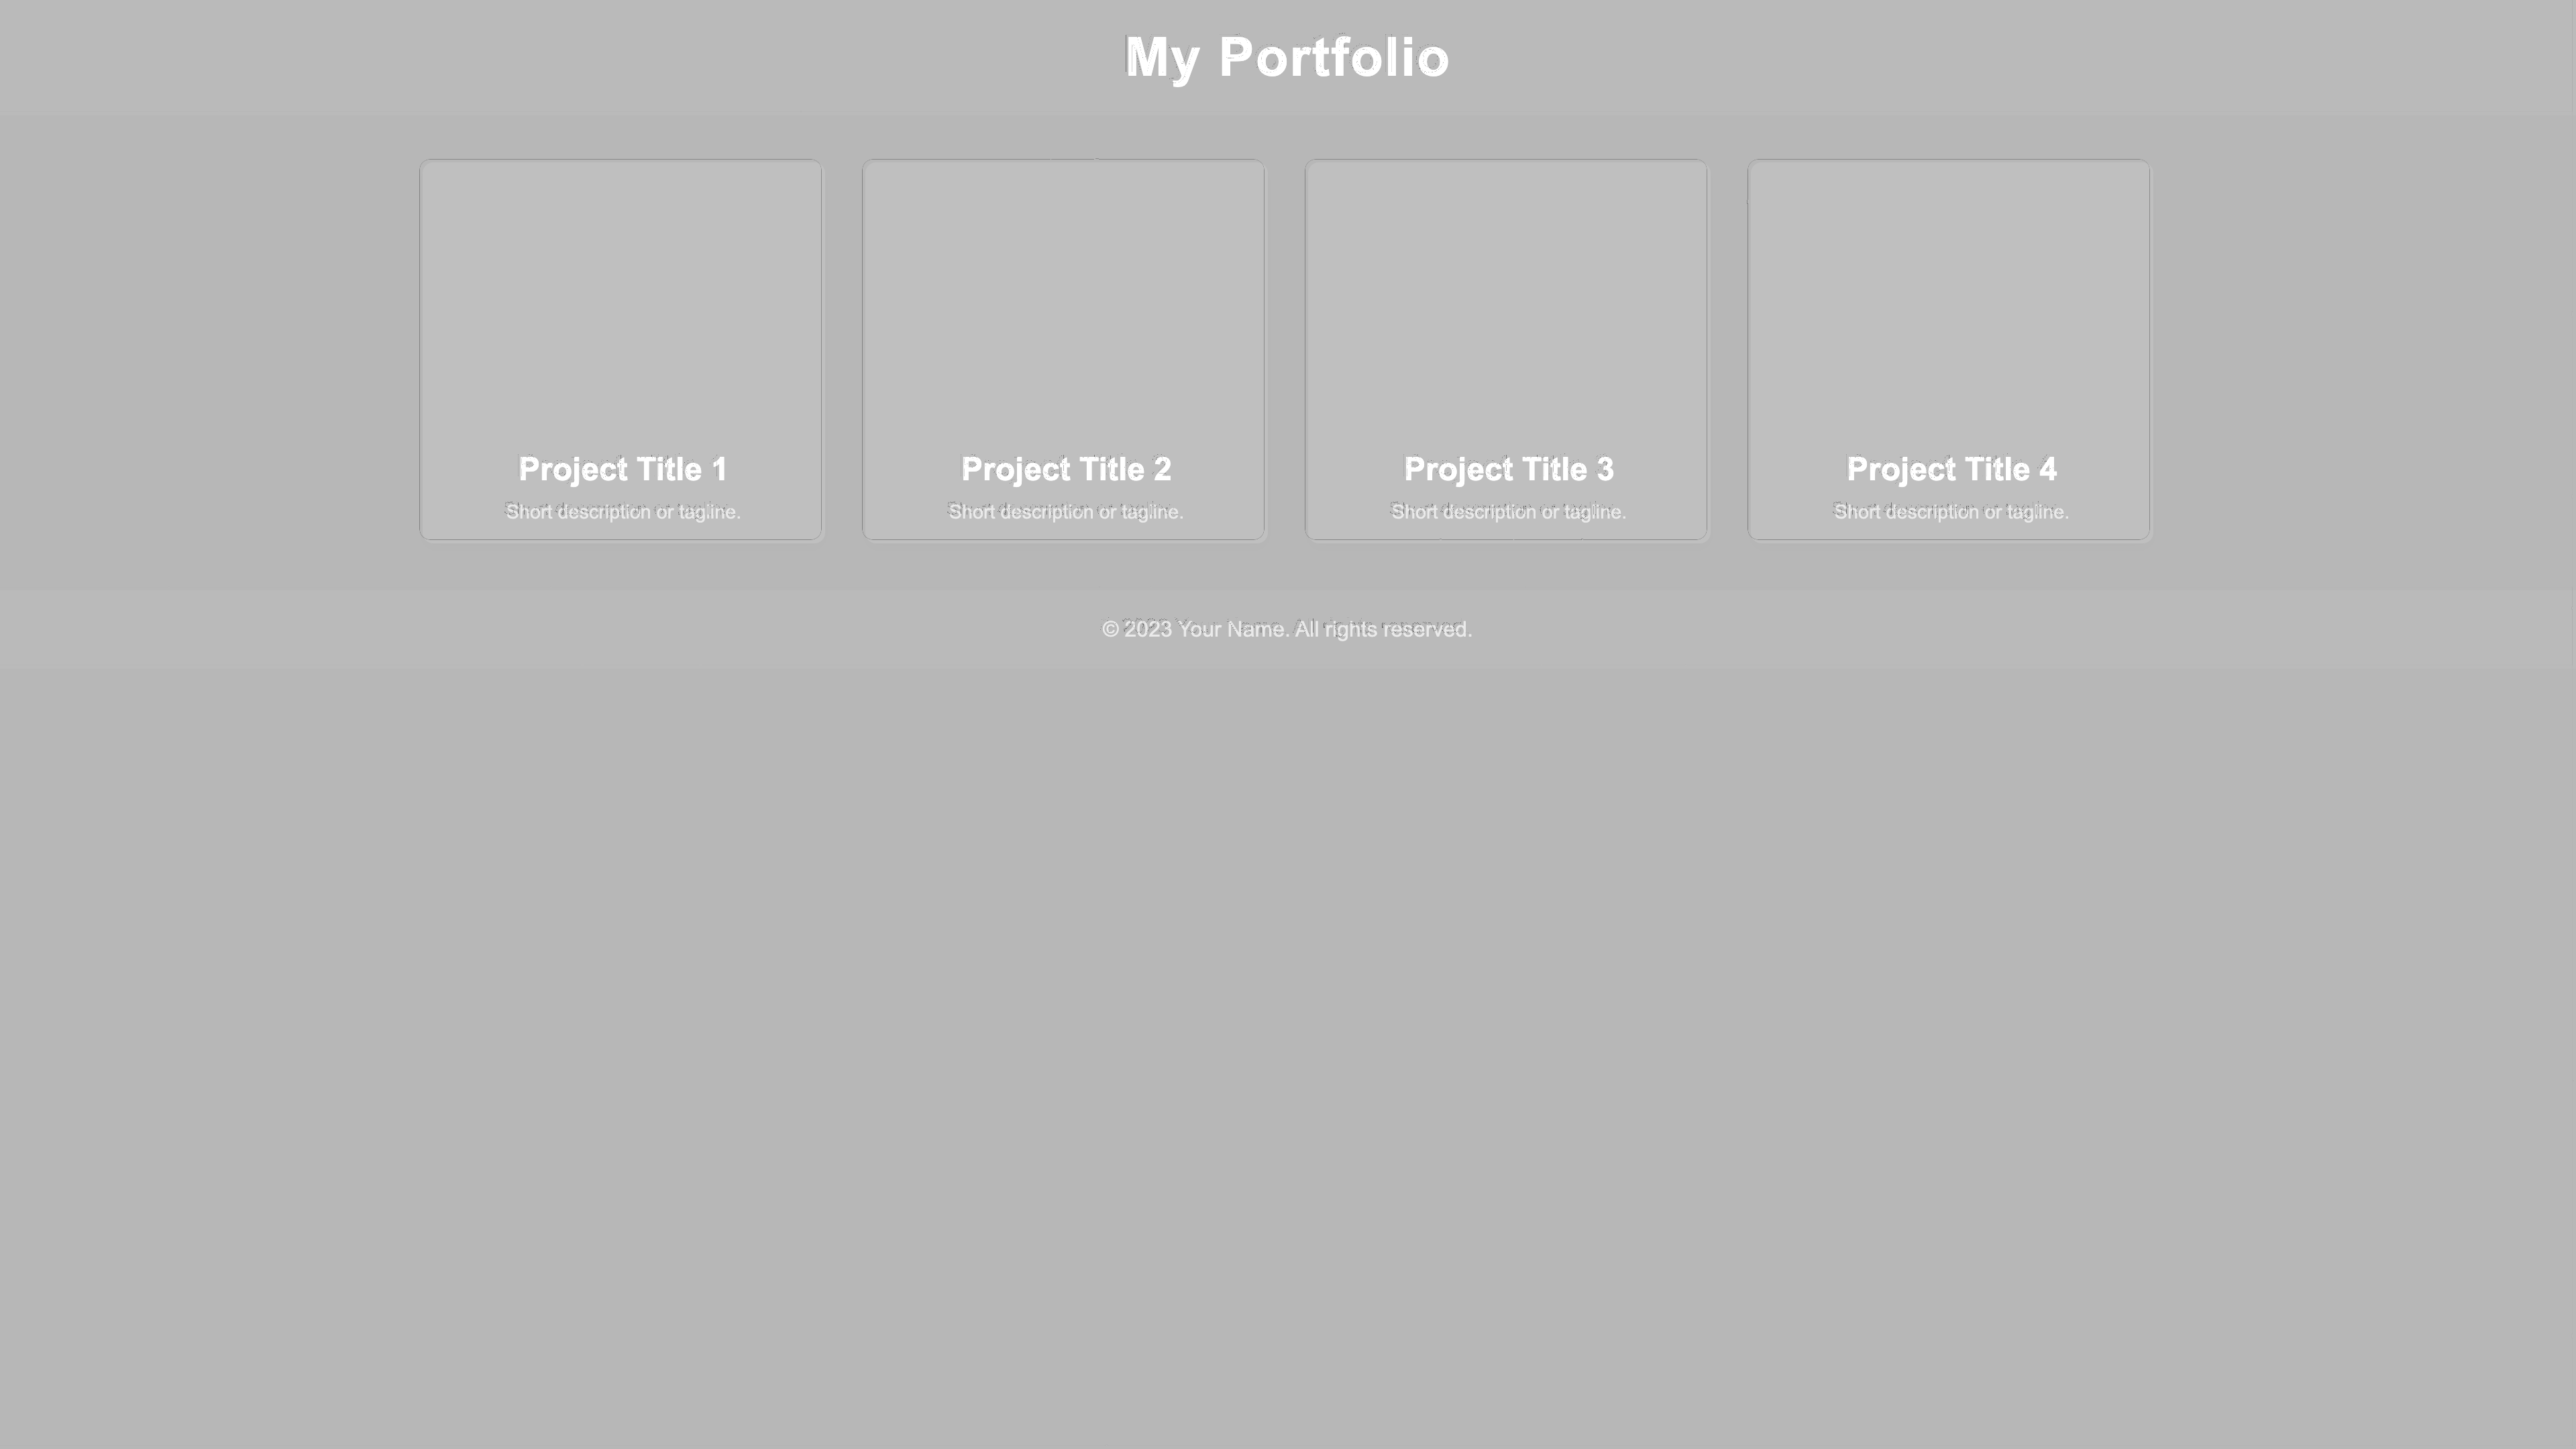 My Portfolio
Project Title 1
Short description or tagline.
Project Title 2
Short description or tagline.
Project Title 3
Short description or tagline.
Project Title 4
Short description or tagline.
© 2023 Your Name. All rights reserved.